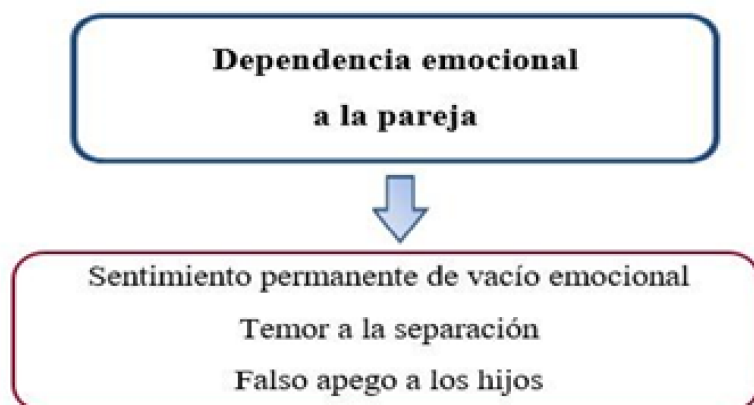 Dependencia emocional
a la pareja
Sentimiento permanente de vacío emocional
Temor a la separación
Falso apego a los hijos